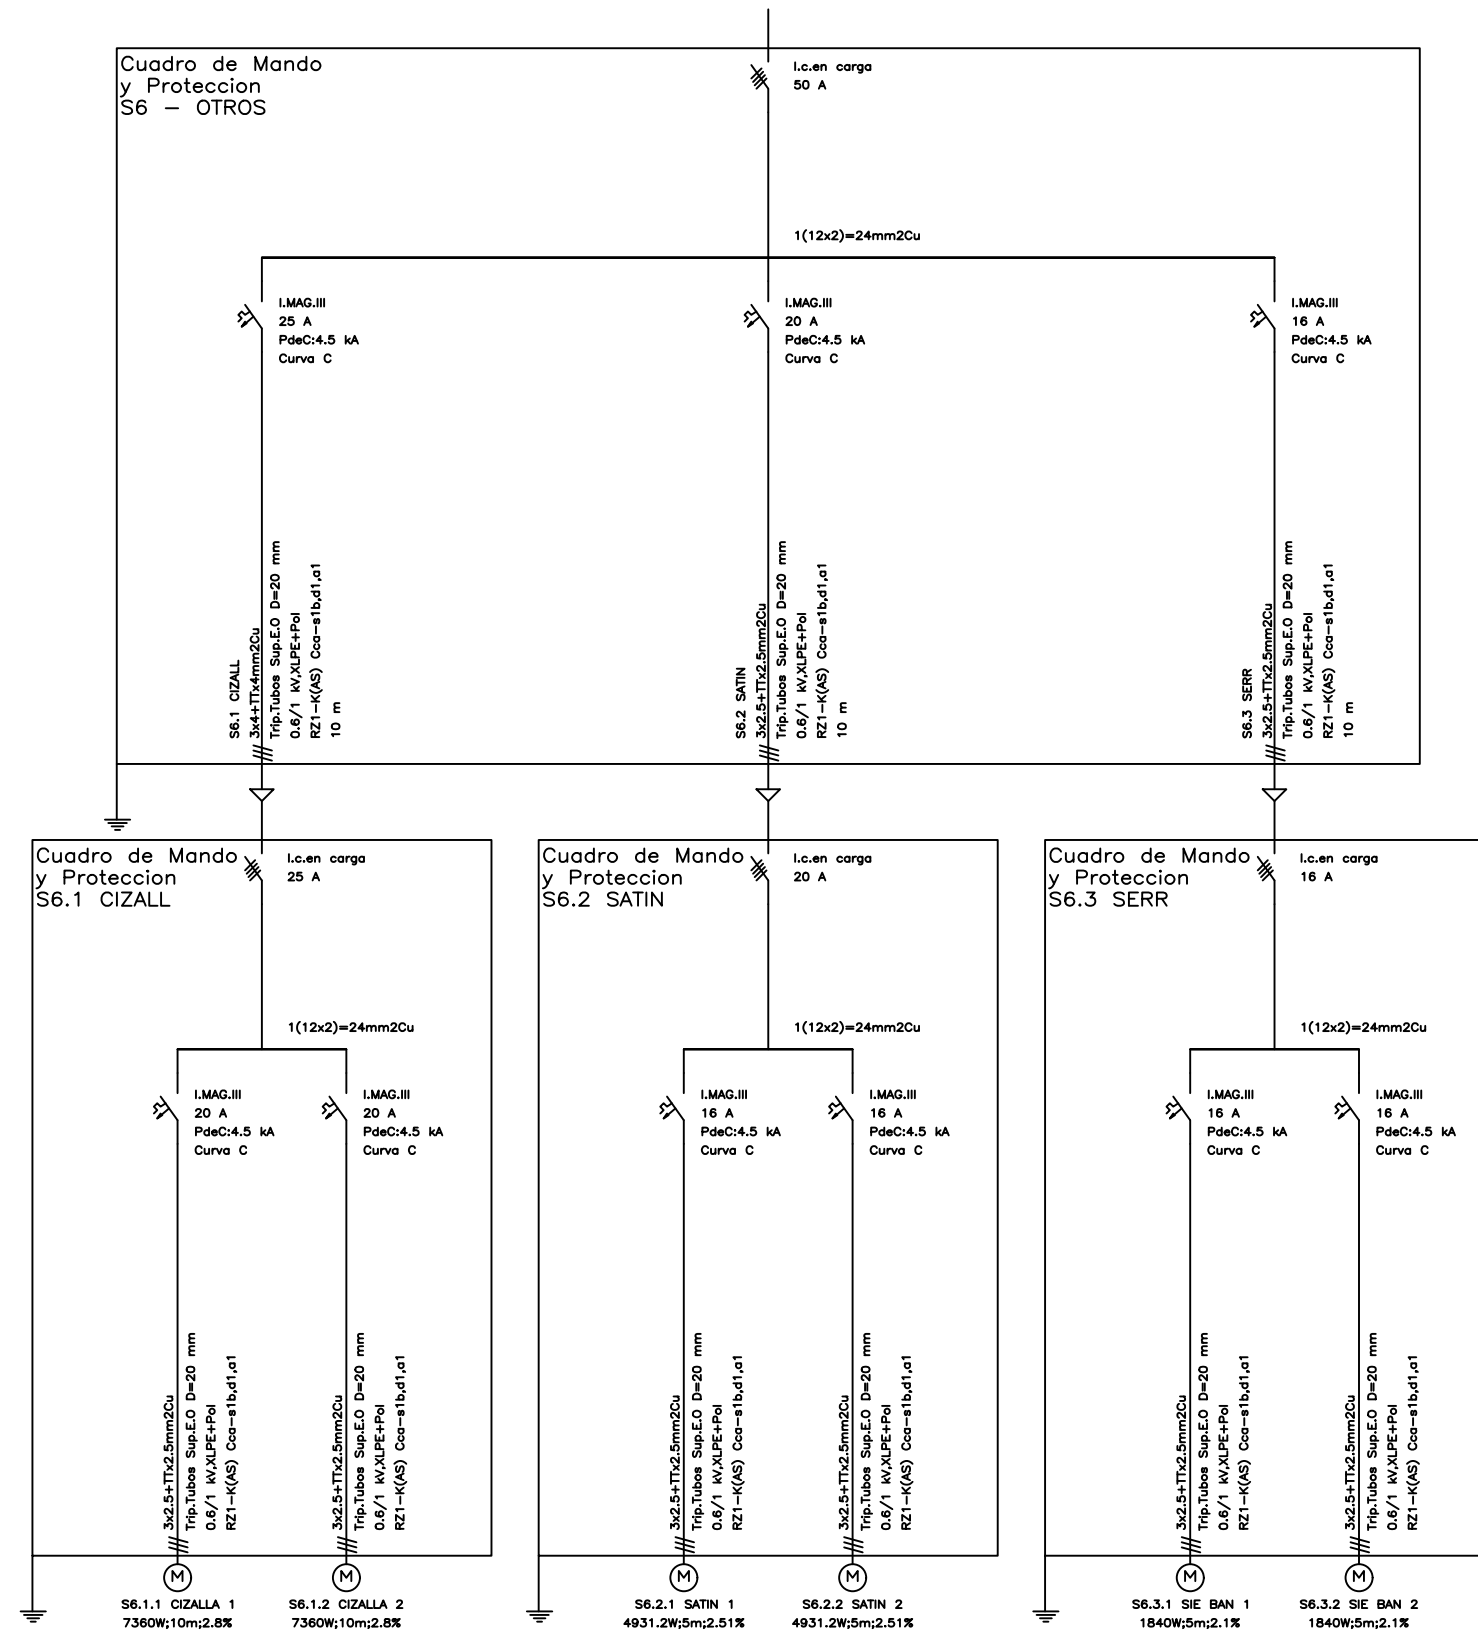 Cuadro de Mando
y Proteccion
S6 - OTROS
I.c.en carga
50 A
1(12x2)=24mm2Cu
I.MAG.III
25 A
PdeC:4.5 kA
Curva C
I.MAG.III
20 A
PdeC:4.5 kA
Curva C
I.MAG.III
16 A
PdeC:4.5 kA
Curva C
S6.1 CIZALL
3x4+TTx4mm2Cu
Trip.Tubos Sup.E.O D=20 mm
0.6/1 kV,XLPE+Pol
RZ1-K(AS) Cca-s1b,d1,a1
10 m
S6.2 SATIN
3x2.5+TTx2.5mm2Cu
Trip.Tubos Sup.E.O D=20 mm
0.6/1 kV,XLPE+Pol
RZ1-K(AS) Cca-s1b,d1,a1
10 m
S6.3 SERR
3x2.5+TTx2.5mm2Cu
Trip.Tubos Sup.E.O D=20 mm
0.6/1 kV,XLPE+Pol
RZ1-K(AS) Cca-s1b,d1,a1
10 m
Cuadro de Mando
y Proteccion
S6.1 CIZALL
I.c.en carga
25 A
1(12x2)=24mm2Cu
I.MAG.III
20 A
PdeC:4.5 kA
Curva C
I.MAG.III
20 A
PdeC:4.5 kA
Curva C
3x2.5+TTx2.5mm2Cu
Trip.Tubos Sup.E.O D=20 mm
0.6/1 kV,XLPE+Pol
RZ1-K(AS) Cca-s1b,d1,a1
3x2.5+TTx2.5mm2Cu
Trip.Tubos Sup.E.O D=20 mm
0.6/1 kV,XLPE+Pol
RZ1-K(AS) Cca-s1b,d1,a1
M
S6.1.1 CIZALLA 1
7360W;10m;2.8%
M
S6.1.2 CIZALLA 2
7360W;10m;2.8%
Cuadro de Mando
y Proteccion
S6.2 SATIN
I.c.en carga
20 A
1(12x2)=24mm2Cu
I.MAG.III
16 A
PdeC:4.5 kA
Curva C
I.MAG.III
16 A
PdeC:4.5 kA
Curva C
3x2.5+TTx2.5mm2Cu
Trip.Tubos Sup.E.O D=20 mm
0.6/1 kV,XLPE+Pol
RZ1-K(AS) Cca-s1b,d1,a1
3x2.5+TTx2.5mm2Cu
Trip.Tubos Sup.E.O D=20 mm
0.6/1 kV,XLPE+Pol
RZ1-K(AS) Cca-s1b,d1,a1
M
S6.2.1 SATIN 1
4931.2W;5m;2.51%
M
S6.2.2 SATIN 2
4931.2W;5m;2.51%
Cuadro de Mando
y Proteccion
S6.3 SERR
I.c.en carga
16 A
1(12x2)=24mm2Cu
I.MAG.III
16 A
PdeC:4.5 kA
Curva C
I.MAG.III
16 A
PdeC:4.5 kA
Curva C
3x2.5+TTx2.5mm2Cu
Trip.Tubos Sup.E.O D=20 mm
0.6/1 kV,XLPE+Pol
RZ1-K(AS) Cca-s1b,d1,a1
3x2.5+TTx2.5mm2Cu
Trip.Tubos Sup.E.O D=20 mm
0.6/1 kV,XLPE+Pol
RZ1-K(AS) Cca-s1b,d1,a1
M
S6.3.1 SIE BAN 1
1840W;5m;2.1%
M
S6.3.2 SIE BAN 2
1840W;5m;2.1%